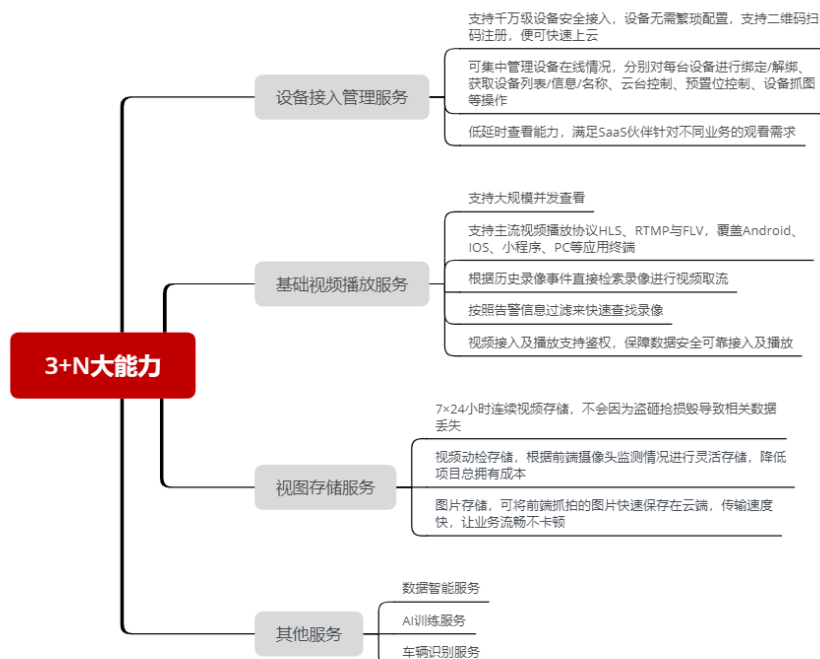 支持千万级设备安全接入，设备无需繁琐配置，支持二维码扫
码注册，便可快速上云
可集中管理设备在线情况，分别对每台设备进行绑定/解绑、
获取设备列表/信息/名称、云台控制、预置位控制、设备抓图
等操作
设备接入管理服务
低延时查看能力，满足SaaS伙伴针对不同业务的观看需求
支持大规模并发查看
支持主流视频播放协议HLS、RTMP与FLV，覆盖Android、
IOS、小程序、PC等应用终端
基础视频播放服务
根据历史录像事件直接检素录像进行视频取流
按照告警信息过滤来快速查找录像
视频接入及播放支持鉴权，保障数据安全可靠接入及播放
3+N大能力
7×24小时连续视频存储，不会因为盗砸抢损毁导致相关数据
丢失
视频动检存储，根据前端摄像头监测情况进行灵活存储，降低
项目总拥有成本
视图存储服务
图片存储，可将前端抓拍的图片快速保存在云端，传输速度
快，让业务流畅不卡顿
数据智能服务
AI训练服务
其他服务
车辆识别服务